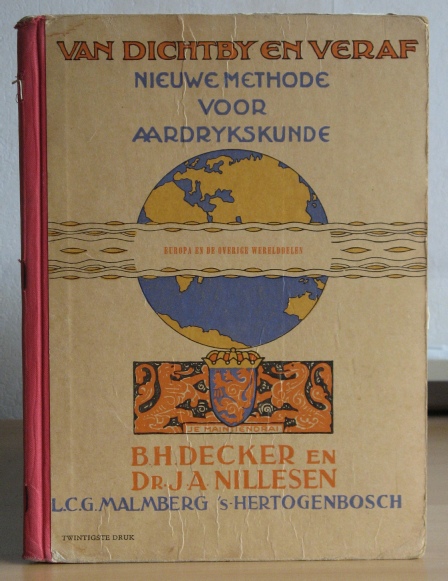 VAN DICHTBY EN VERAF
NIEUWE METHODE
VOOR
AARDRYKSKUNDE
EUROPA EN DE OVERIGE WERELDDEELEN
JE MAINTIENDRAI
B.H.DECKER EN
DR.J.A.NILLESEN
L.C.G.MALMBERG 's-HERTOGENBOSCH
TWINTIGSTE DRUK